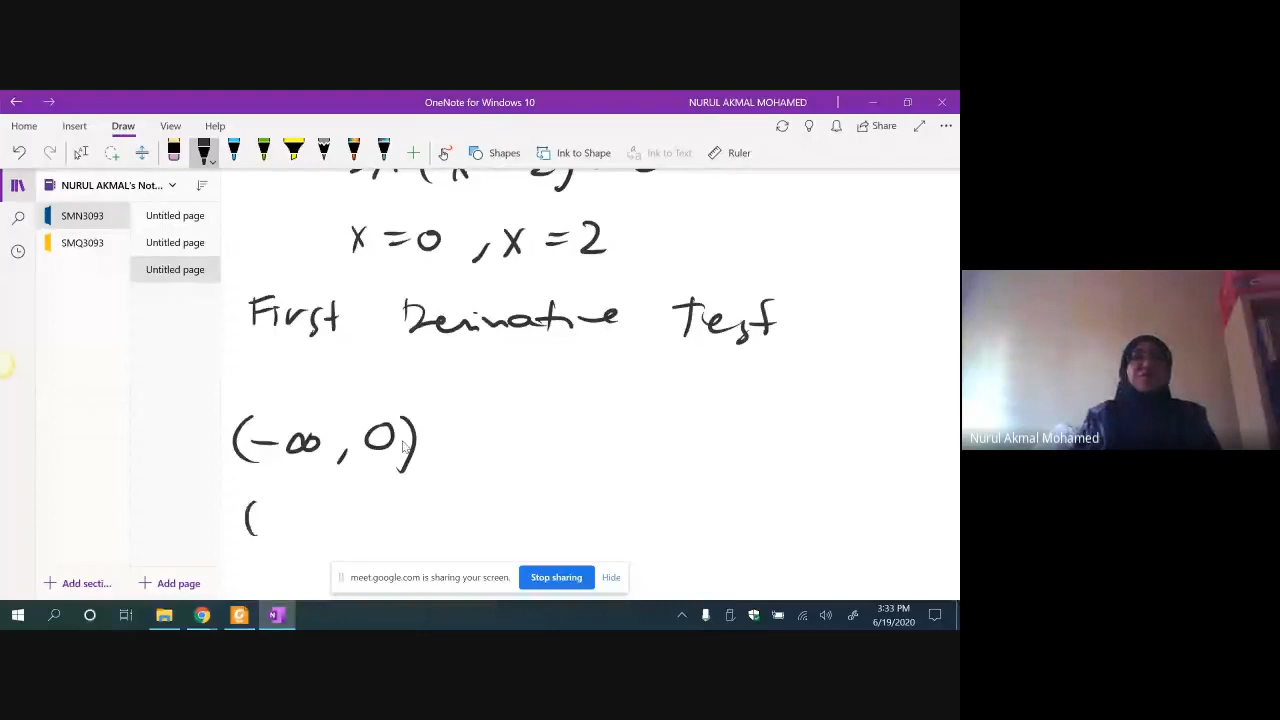 OneNote for Windows 10
NURUL AKMAL MOHAMED
Home Insert Draw View Help
Share
Shapes Ink to Shape Ink to Text Ruler
NURUL AKMAL's Not...
SMN3093
SMQ3093
Untitled page
Untitled page
Untitled page
x = 0 , x = 2
First Derivative Test
(-∞ , 0)
(
Nurul Akmal Mohamed
meet.google.com is sharing your screen. Stop sharing Hide
Add secti... Add page
3:33 PM
6/19/2020